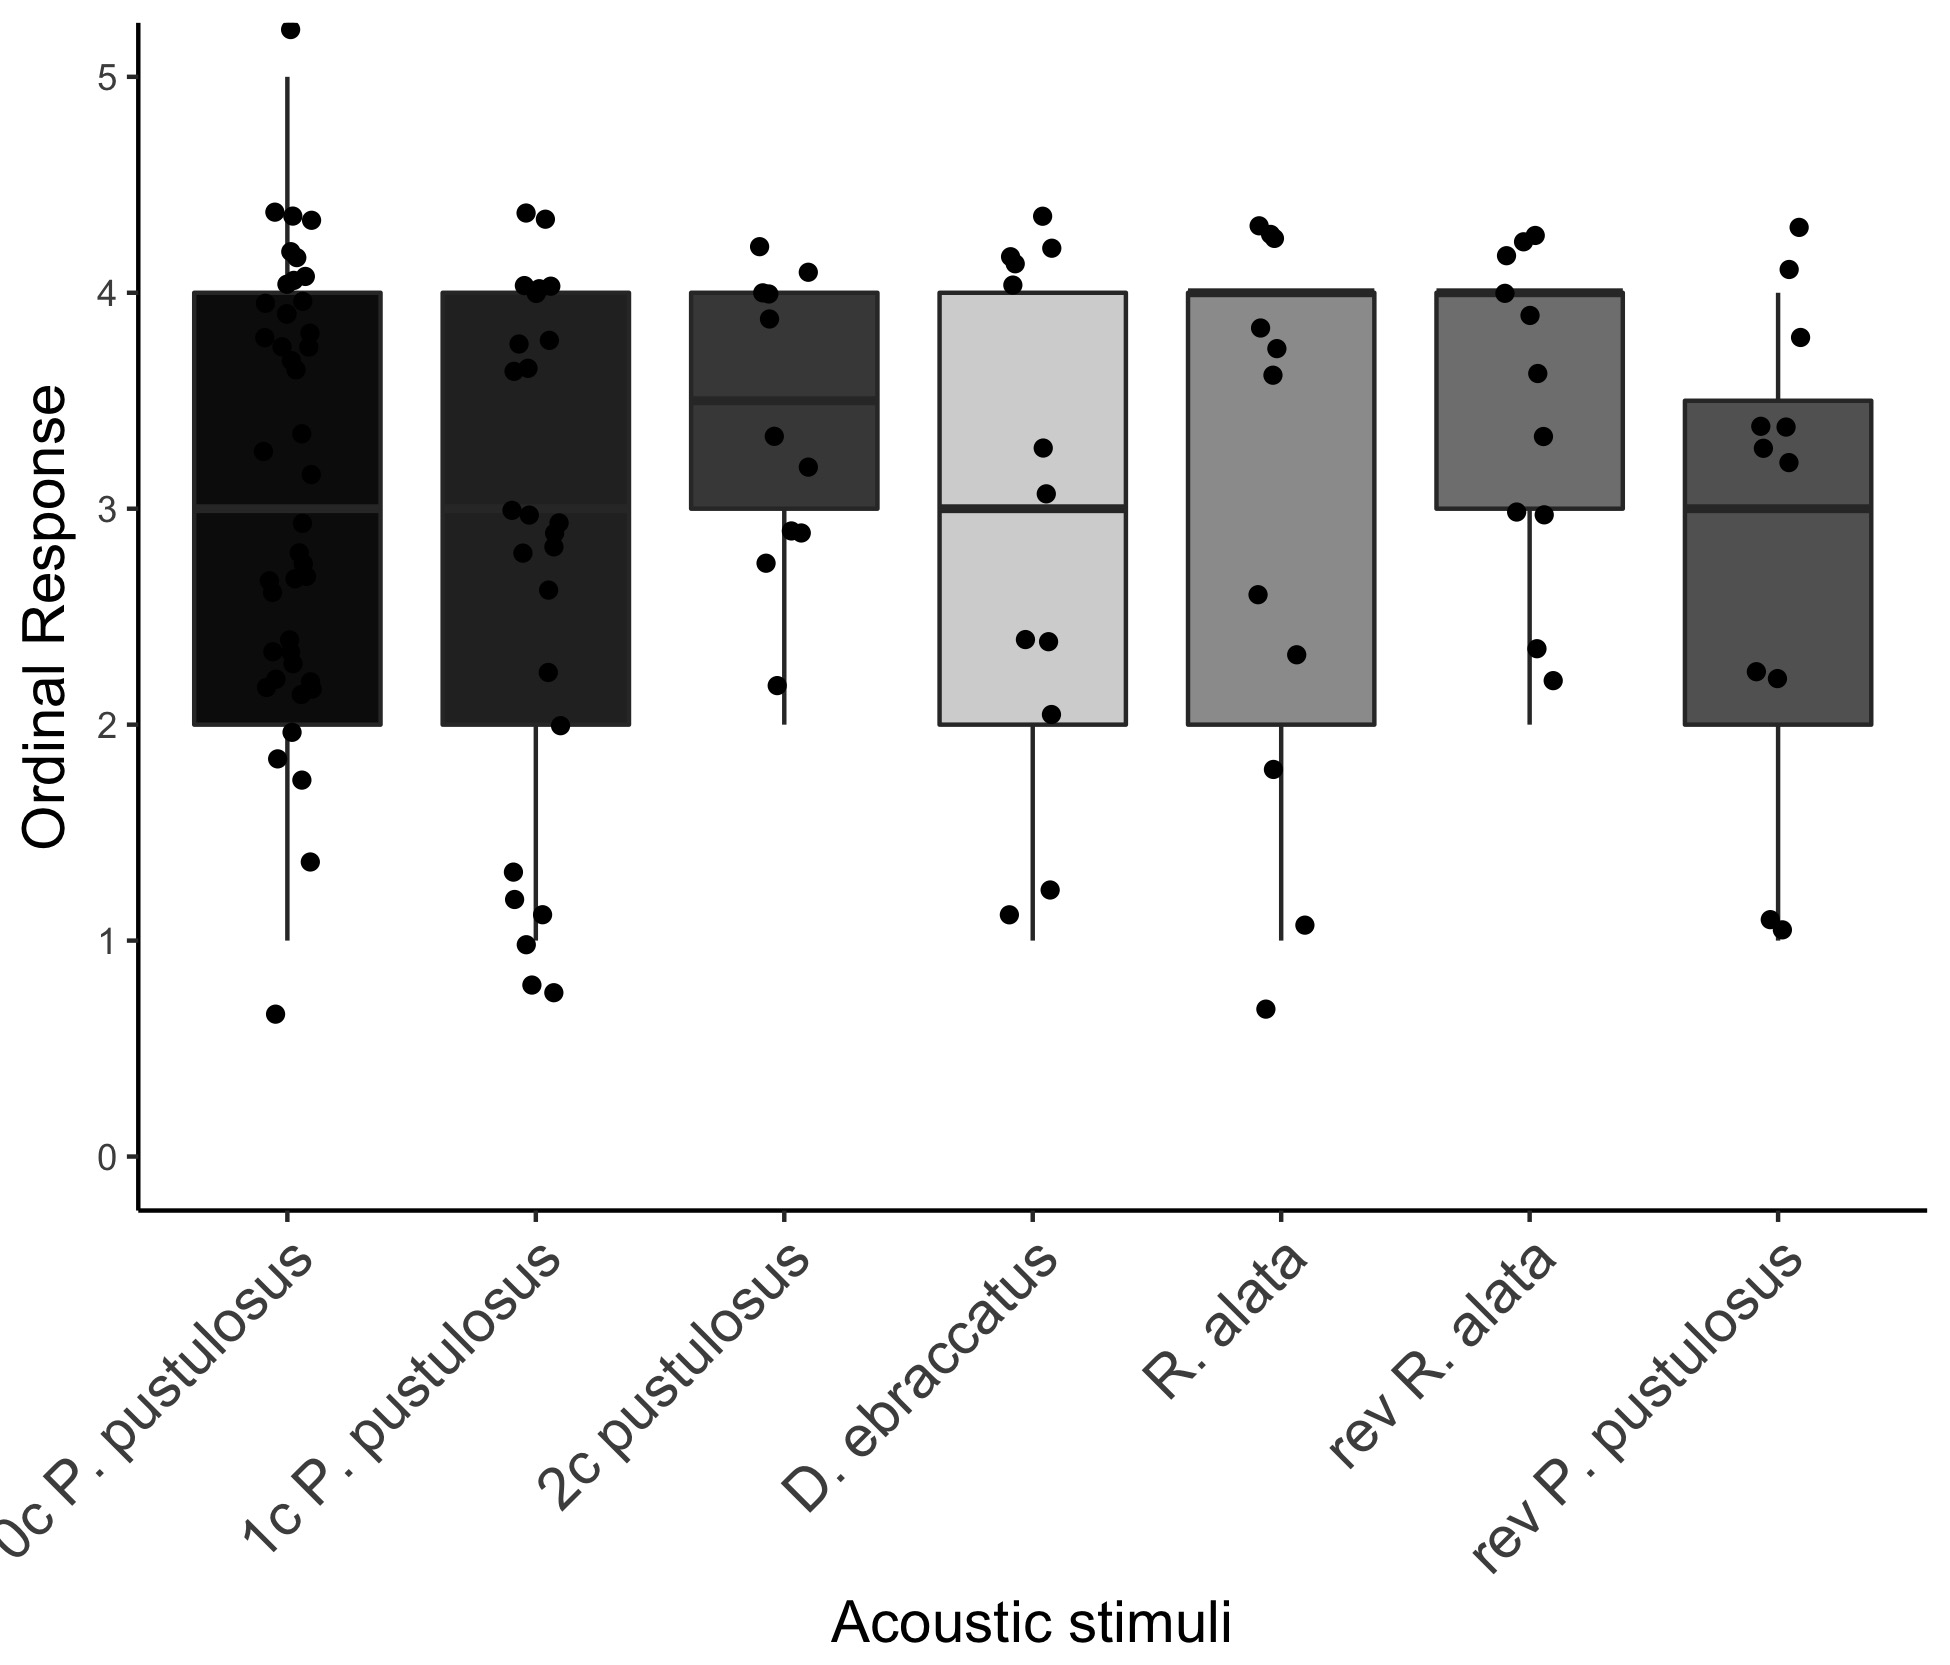 Ordinal Response
5
4
3
2
1
0
0c P. pustulosus
1c P. pustulosus
2c pustulosus
D. ebraccatus
R. alata
rev R. alata
rev P. pustulosus
Acoustic stimuli